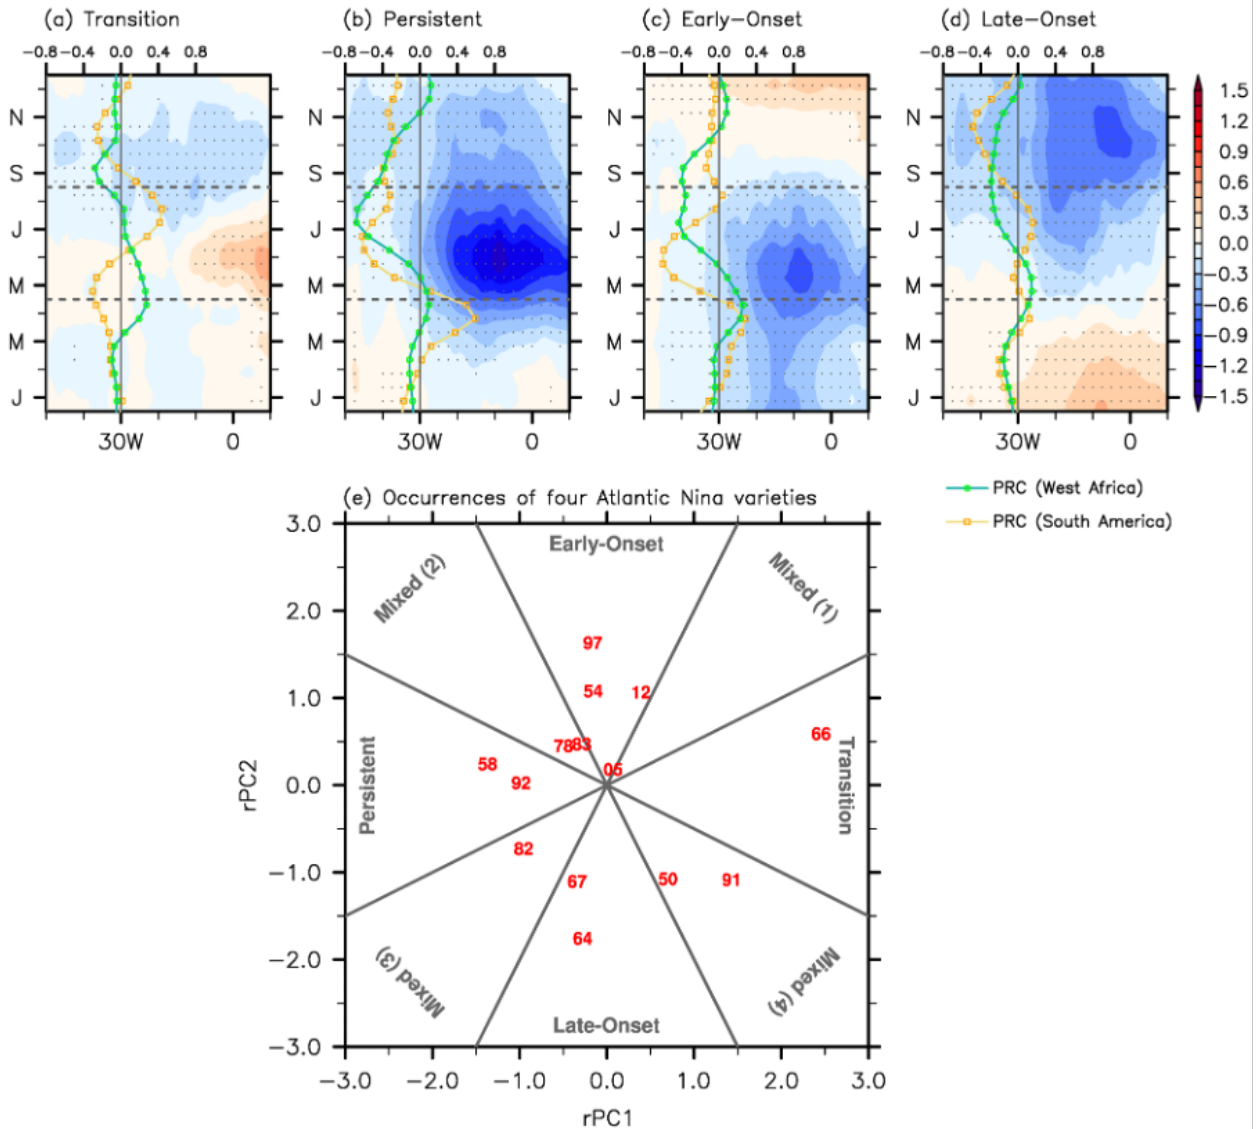 (a) Transition (b) Persistent (c) Early-Onset (d) Late-Onset
-0.8 -0.4 0.0 0.4 0.8 -0.8 -0.4 0.0 0.4 0.8 -0.8 -0.4 0.0 0.4 0.8 -0.8 -0.4 0.0 0.4 0.8
N N N N
S S S S
J J J J
M M M M
M M M M
J J J J
30W 0 30W 0 30W 0 30W 0
1.5
1.2
0.9
0.6
0.3
0.0
-0.3
-0.6
-0.9
-1.2
-1.5
PRC (West Africa)
PRC (South America)
(e) Occurrences of four Atlantic Nina varieties
3.0
2.0
1.0
0.0
-1.0
-2.0
-3.0
rPC2
Early-Onset
Mixed (2)
Mixed (1)
97
54 12
66
78 83
58
05
92
Persistent
Transition
82
67 50 91
64
Mixed (3)
Mixed (4)
Late-Onset
-3.0 -2.0 -1.0 0.0 1.0 2.0 3.0
rPC1